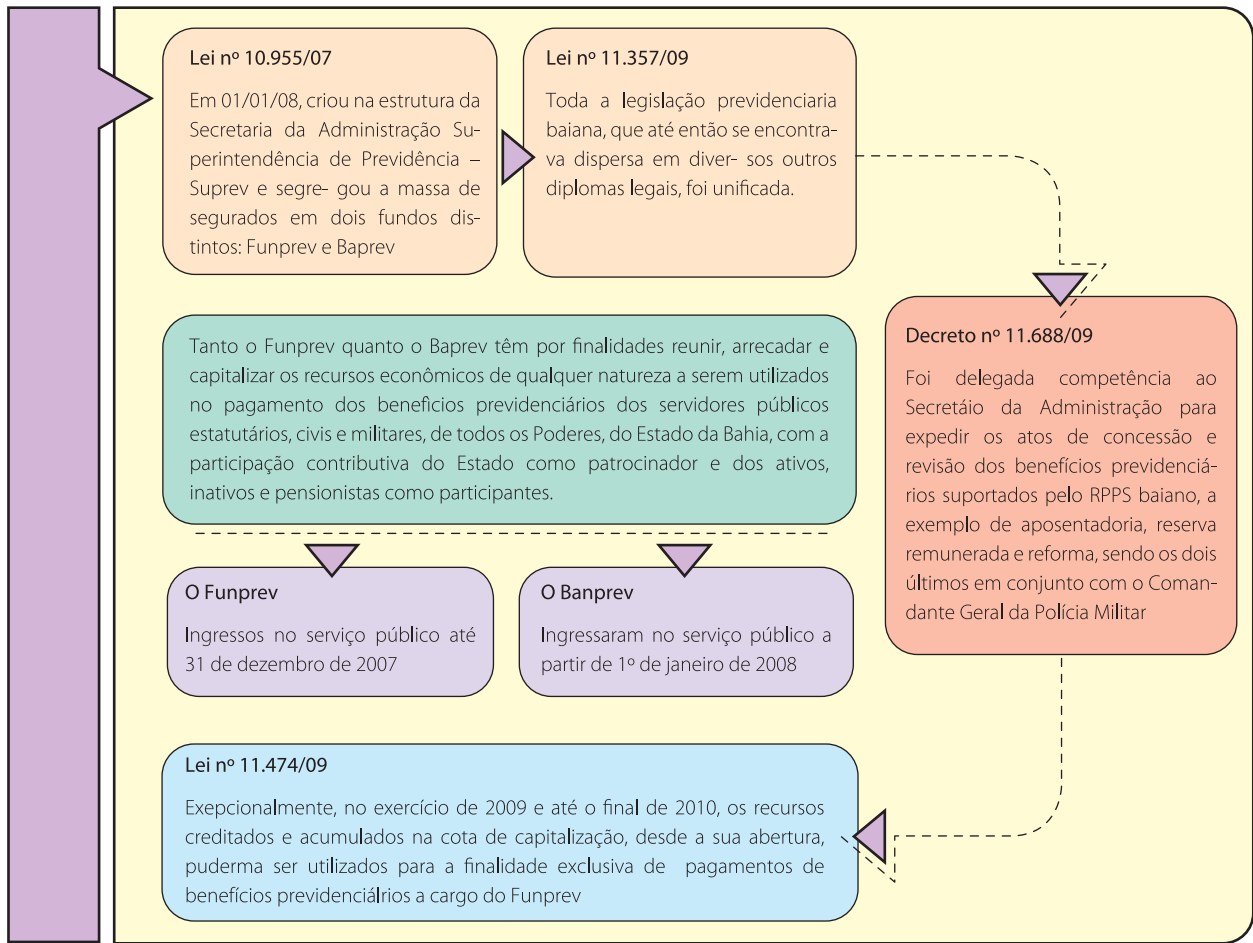 Lei nº 10.955/07
Em 01/01/08, criou na estrutura da
Secretaria da Administração Su-
perintendência de Previdência –
Suprev e segre- gou a massa de
segurados em dois fundos dis-
tintos: Funprev e Baprev
Lei nº 11.357/09
Toda a legislação previdenciaria
baiana, que até então se encontra-
va dispersa em diver- sos outros
diplomas legais, foi unificada.
Tanto o Funprev quanto o Baprev têm por finalidades reunir, arrecadar e
capitalizar os recursos econômicos de qualquer natureza a serem utilizados
no pagamento dos beneficios previdenciários dos servidores públicos
estatutários, civis e militares, de todos os Poderes, do Estado da Bahia, com a
participação contributiva do Estado como patrocinador e dos ativos,
inativos e pensionistas como participantes.
O Funprev
Ingressos no serviço público até
31 de dezembro de 2007
O Banprev
Ingressaram no serviço público a
partir de 1º de janeiro de 2008
Decreto nº 11.688/09
Foi delegada competência ao
Secretáio da Administração para
expedir os atos de concessão e
revisão dos benefícios previdenciá-
rios suportados pelo RPPS baiano, a
exemplo de aposentadoria, reserva
remunerada e reforma, sendo os dois
últimos em conjunto com o Coman-
dante Geral da Polícia Militar
Lei nº 11.474/09
Exepcionalmente, no exercício de 2009 e até o final de 2010, os recursos
creditados e acumulados na cota de capitalização, desde a sua abertura,
puderma ser utilizados para a finalidade exclusiva de pagamentos de
benefícios previdenciálrios a cargo do Funprev